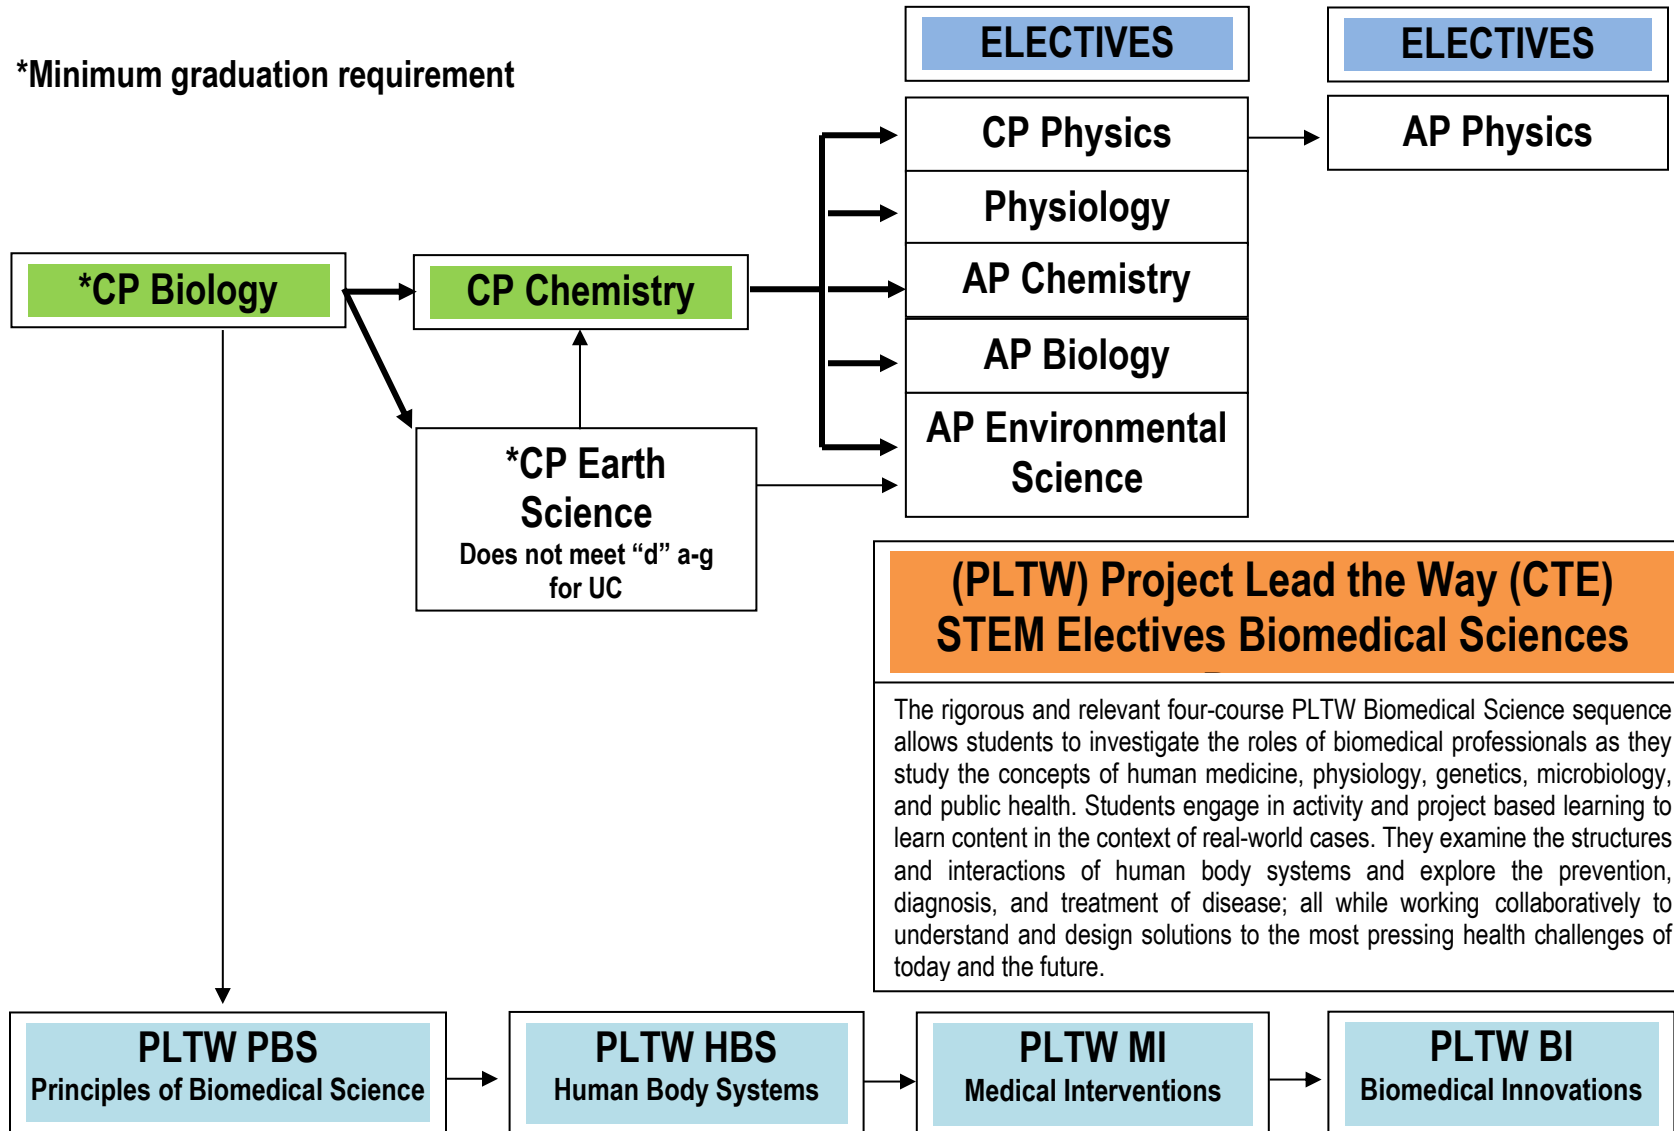 *Minimum graduation requirement
ELECTIVES
ELECTIVES
CP Physics
AP Physics
Physiology
AP Chemistry
AP Biology
AP Environmental
Science
*CP Biology
CP Chemistry
*CP Earth
Science
Does not meet “d” a-g
for UC
(PLTW) Project Lead the Way (CTE)
STEM Electives Biomedical Sciences
The rigorous and relevant four-course PLTW Biomedical Science sequence
allows students to investigate the roles of biomedical professionals as they
study the concepts of human medicine, physiology, genetics, microbiology,
and public health. Students engage in activity and project based learning to
learn content in the context of real-world cases. They examine the structures
and interactions of human body systems and explore the prevention,
diagnosis, and treatment of disease; all while working collaboratively to
understand and design solutions to the most pressing health challenges of
today and the future.
PLTW PBS
Principles of Biomedical Science
PLTW HBS
Human Body Systems
PLTW MI
Medical Interventions
PLTW BI
Biomedical Innovations